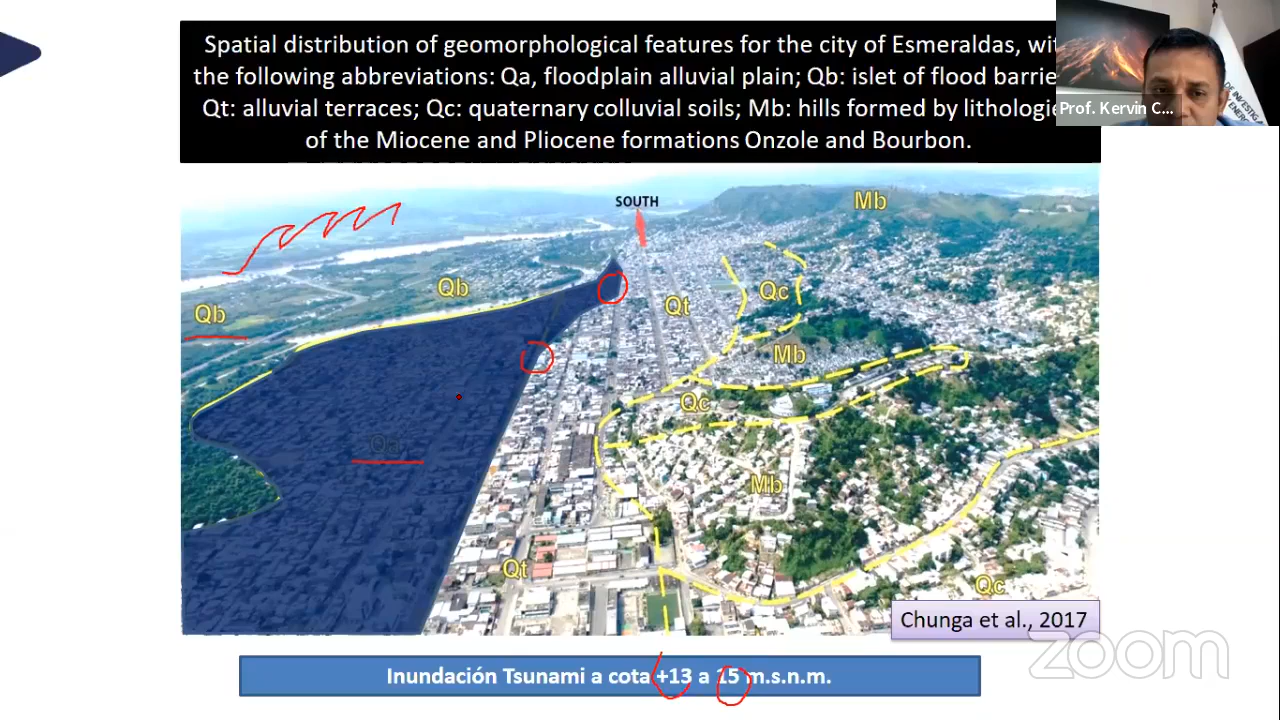 Spatial distribution of geomorphological features for the city of Esmeraldas, wit
the following abbreviations: Qa, floodplain alluvial plain; Qb: islet of flood barrie
Qt: alluvial terraces; Qc: quaternary colluvial soils; Mb: hills formed by lithologie
of the Miocene and Pliocene formations Onzole and Bourbon.
Prof. Kervin C...
SOUTH
Mb
Qb
Qc
Qt
Qb
Mb
Qc
Qa
Mb
Qt
Qc
Chunga et al., 2017
zoom
Inundación Tsunami a cota +13 a 15 m.s.n.m.